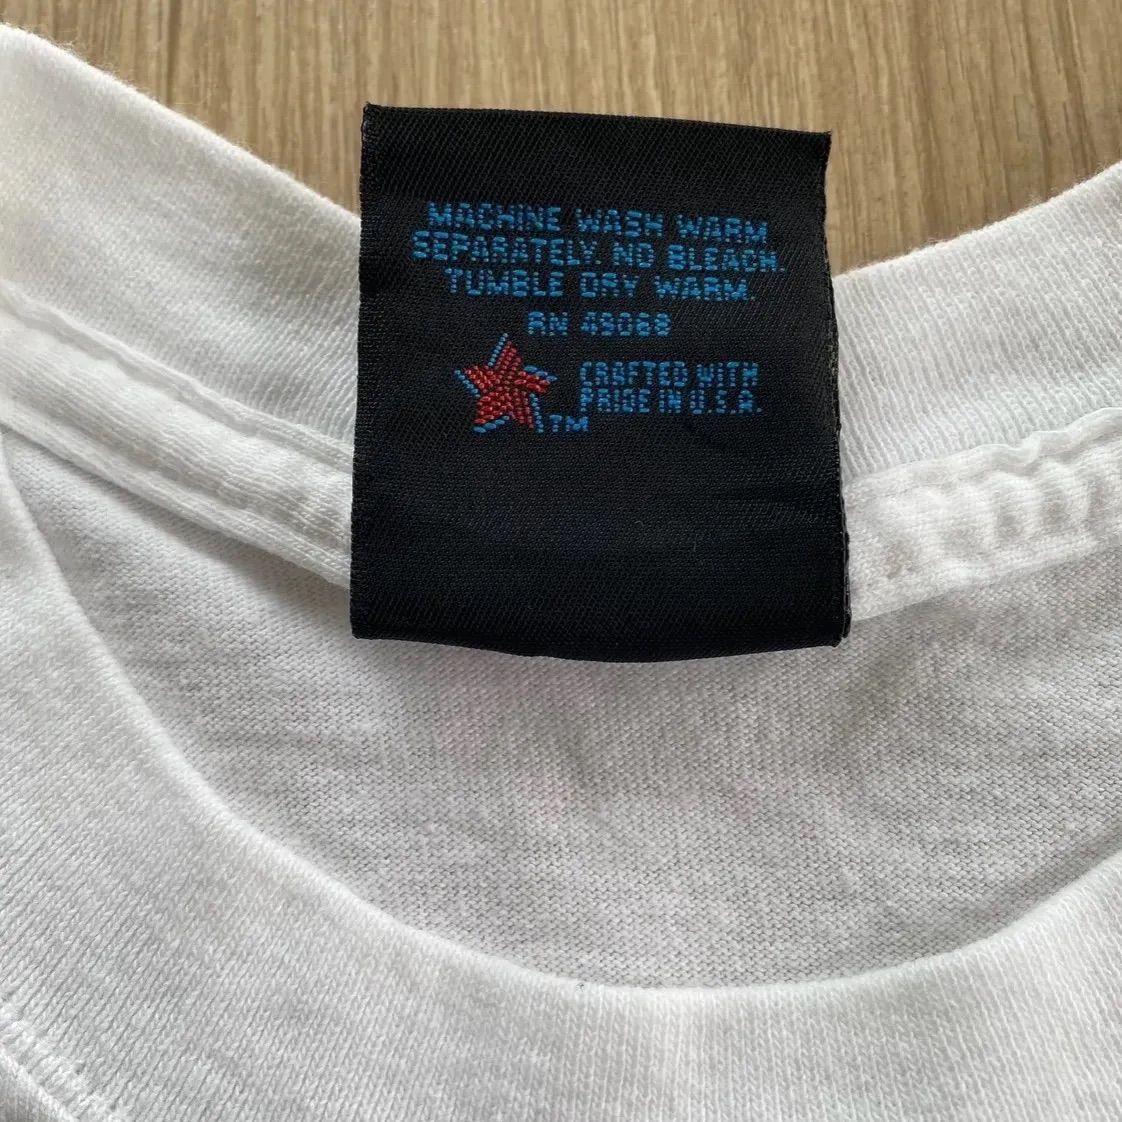 MACHINE WASH WARM
SEPARATELY. NO BLEACH.
TUMBLE DRY WARM.
RN 49068
CRAFTED WITH
PRIDE IN U.S.A.
TM